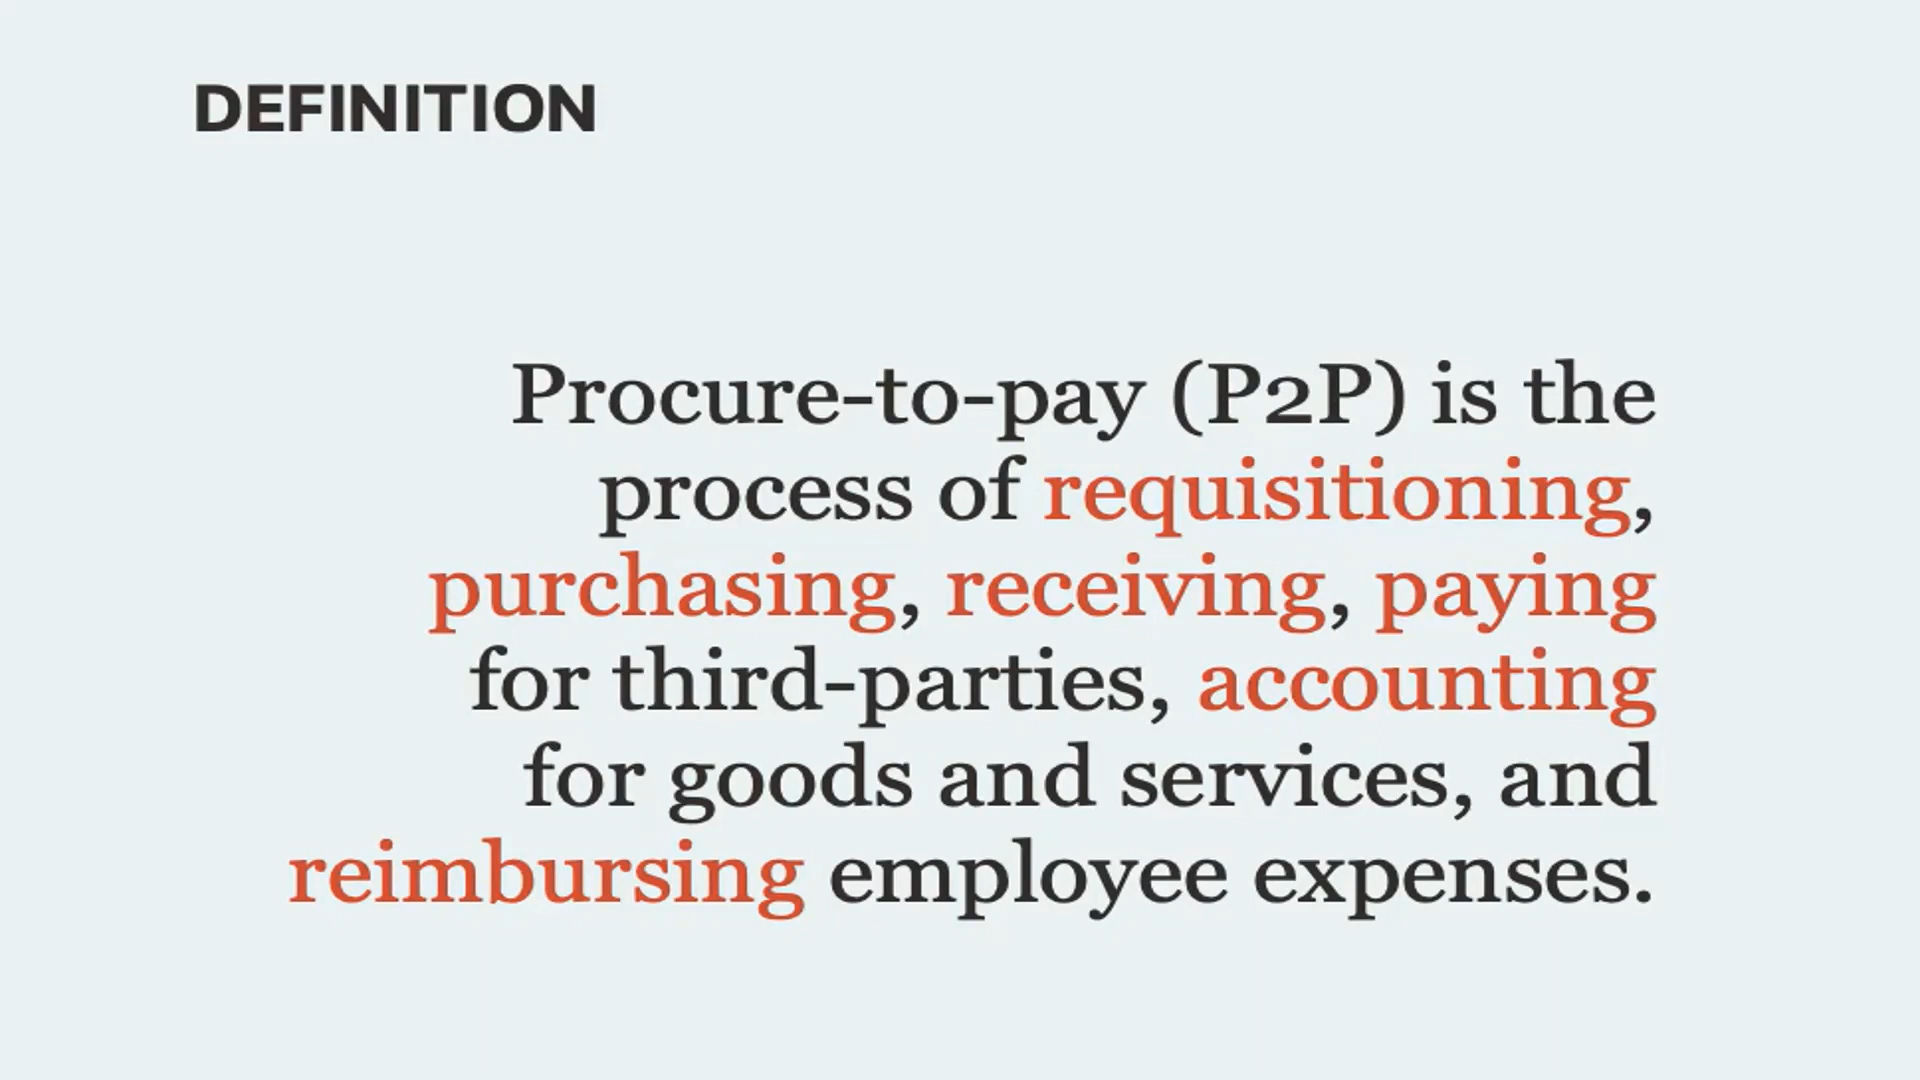 DEFINITION
Procure-to-pay (P2P) is the
process of requisitioning,
purchasing, receiving, paying
for third-parties, accounting
for goods and services, and
reimbursing employee expenses.